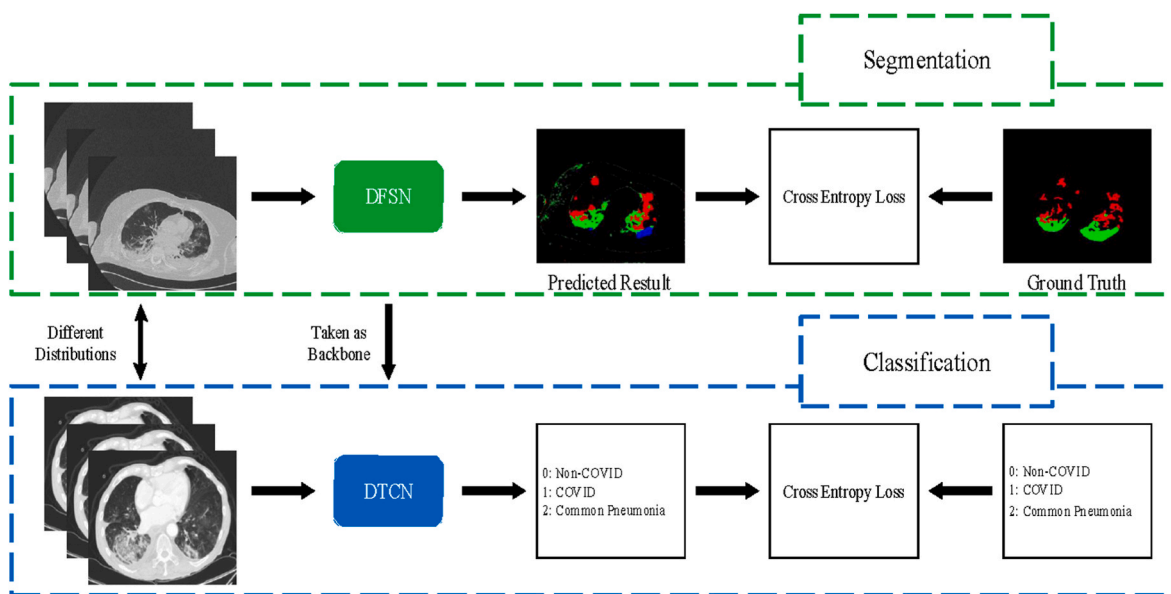 Segmentation
DFSN
Cross Entropy Loss
Predicted Restult
Ground Truth
Different
Distributions
Taken as
Backbone
Classification
DTCN
0: Non-COVID
1: COVID
2: Common Pneumonia
Cross Entropy Loss
0: Non-COVID
1: COVID
2: Common Pneumonia